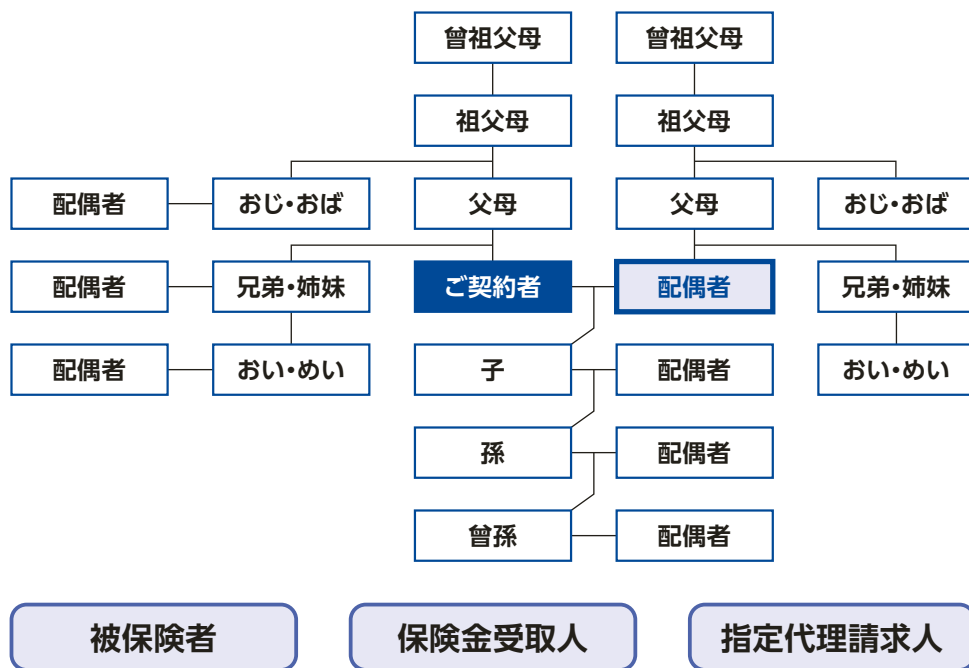 曾祖父母 曾祖父母
祖父母 祖父母
配偶者 おじ・おば 父母 父母 おじ・おば
配偶者 兄弟・姉妹 ご契約者 配偶者 兄弟・姉妹
配偶者 おい・めい 子 配偶者 おい・めい
孫 配偶者
曾孫 配偶者
被保険者 保険金受取人 指定代理請求人